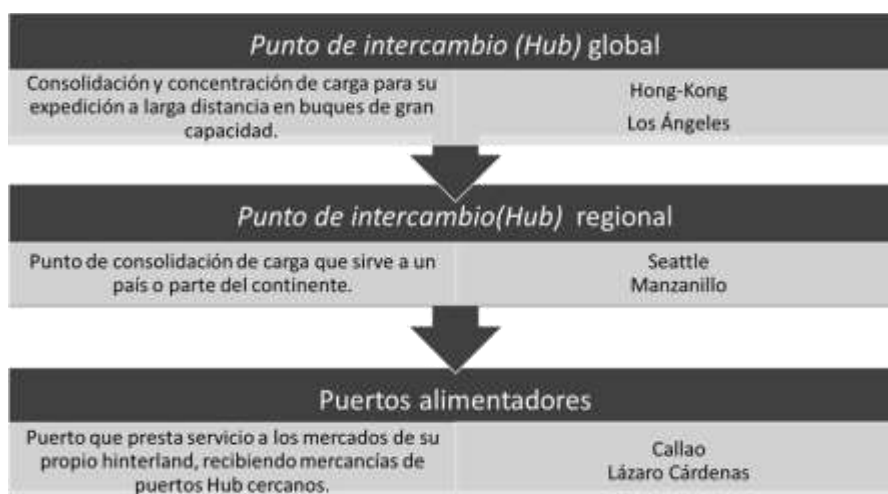 Punto de intercambio (Hub) global
Consolidación y concentración de carga para su
expedición a larga distancia en buques de gran
capacidad.
Hong-Kong
Los Ángeles
Punto de intercambio(Hub) regional
Punto de consolidación de carga que sirve a un
país o parte del continente.
Seattle
Manzanillo
Puertos alimentadores
Puerto que presta servicio a los mercados de su
propio hinterland, recibiendo mercancías de
puertos Hub cercanos.
Callao
Lázaro Cárdenas